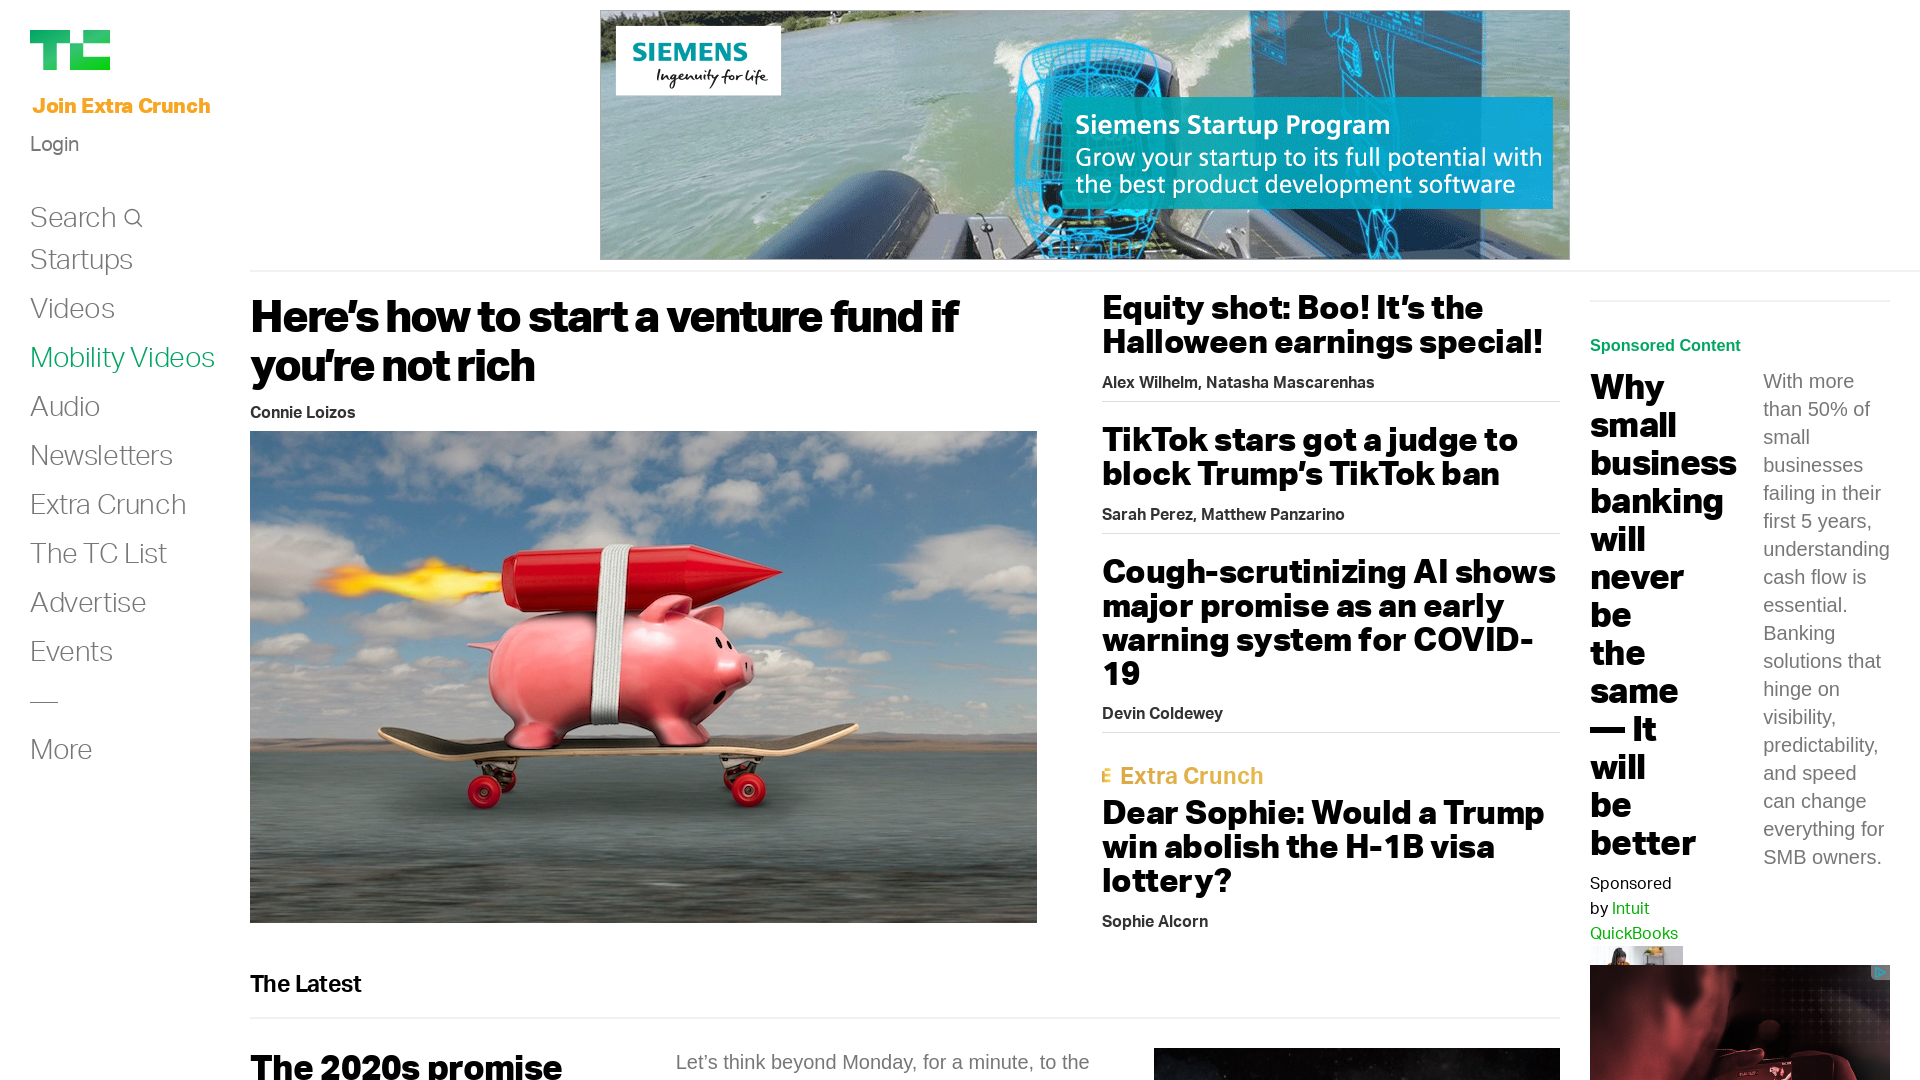 TC
Join Extra Crunch
Login
Search
Startups
Videos
Mobility Videos
Audio
Newsletters
Extra Crunch
The TC List
Advertise
Events
—
More
SIEMENS
Ingenuity for life
Siemens Startup Program
Grow your startup to its full potential with
the best product development software
Here’s how to start a venture fund if
you’re not rich
Connie Loizos
Equity shot: Boo! It’s the
Halloween earnings special!
Alex Wilhelm, Natasha Mascarenhas
TikTok stars got a judge to
block Trump’s TikTok ban
Sarah Perez, Matthew Panzarino
Cough-scrutinizing AI shows
major promise as an early
warning system for COVID-
19
Devin Coldewey
Extra Crunch
Dear Sophie: Would a Trump
win abolish the H-1B visa
lottery?
Sophie Alcorn
Sponsored Content
Why
small
business
banking
will
never
be
the
same
— It
will
be
better
Sponsored
by Intuit
QuickBooks
With more
than 50% of
small
businesses
failing in their
first 5 years,
understanding
cash flow is
essential.
Banking
solutions that
hinge on
visibility,
predictability,
and speed
can change
everything for
SMB owners.
The Latest
The 2020s promise
Let’s think beyond Monday, for a minute, to the